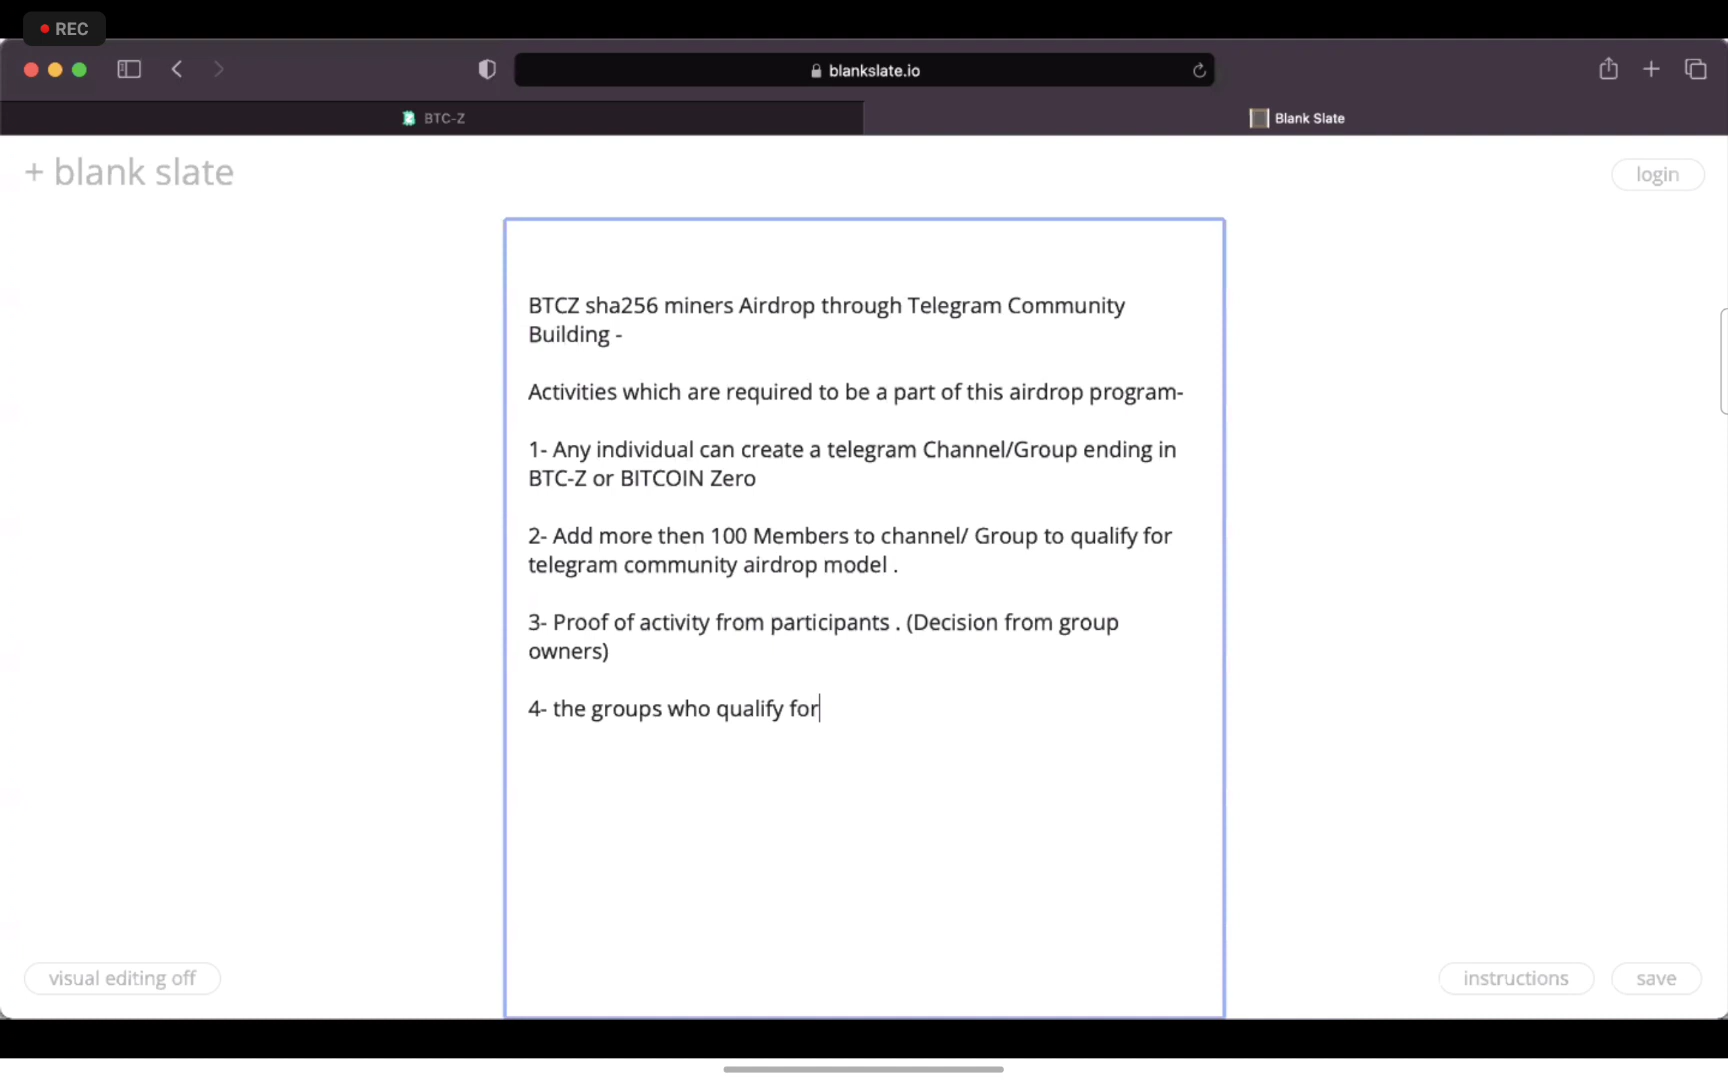 REC
blankslate.io
BTC-Z
Blank Slate
+ blank slate
login
BTCZ sha256 miners Airdrop through Telegram Community
Building -
Activities which are required to be a part of this airdrop program-
1- Any individual can create a telegram Channel/Group ending in
BTC-Z or BITCOIN Zero
2- Add more then 100 Members to channel/ Group to qualify for
telegram community airdrop model .
3- Proof of activity from participants . (Decision from group
owners)
4- the groups who qualify for
visual editing off
instructions
save